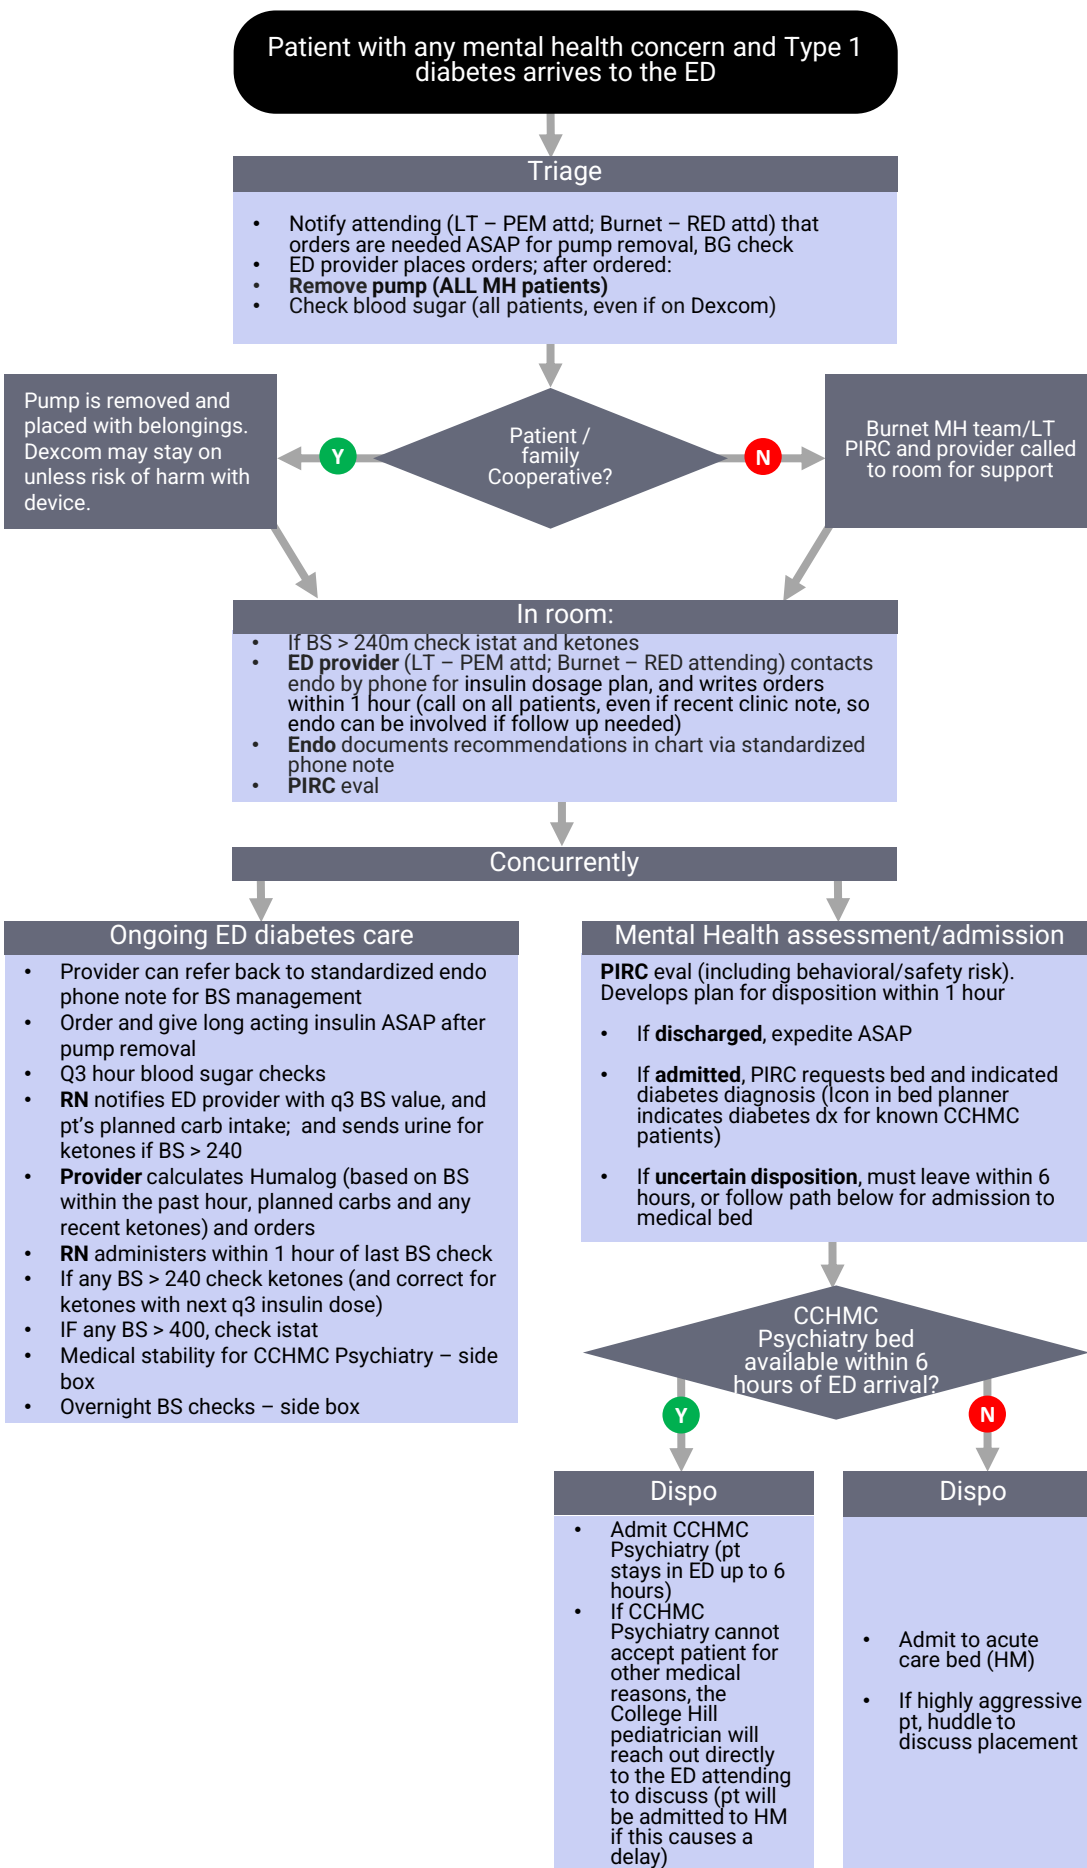 Patient with any mental health concern and Type 1
diabetes arrives to the ED
Triage
• Notify attending (LT – PEM attd; Burnet – RED attd) that
orders are needed ASAP for pump removal, BG check
• ED provider places orders; after ordered:
• Remove pump (ALL MH patients)
• Check blood sugar (all patients, even if on Dexcom)
Pump is removed and
placed with belongings.
Dexcom may stay on
unless risk of harm with
device.
Y
Patient /
family
Cooperative?
N
Burnet MH team/LT
PIRC and provider called
to room for support
In room:
• If BS > 240m check istat and ketones
• ED provider (LT – PEM attd; Burnet – RED attending) contacts
endo by phone for insulin dosage plan, and writes orders
within 1 hour (call on all patients, even if recent clinic note, so
endo can be involved if follow up needed)
• Endo documents recommendations in chart via standardized
phone note
• PIRC eval
Concurrently
Ongoing ED diabetes care
• Provider can refer back to standardized endo
phone note for BS management
• Order and give long acting insulin ASAP after
pump removal
• Q3 hour blood sugar checks
• RN notifies ED provider with q3 BS value, and
pt's planned carb intake; and sends urine for
ketones if BS > 240
• Provider calculates Humalog (based on BS
within the past hour, planned carbs and any
recent ketones) and orders
• RN administers within 1 hour of last BS check
• If any BS > 240 check ketones (and correct for
ketones with next q3 insulin dose)
• IF any BS > 400, check istat
• Medical stability for CCHMC Psychiatry – side
box
• Overnight BS checks – side box
Mental Health assessment/admission
PIRC eval (including behavioral/safety risk).
Develops plan for disposition within 1 hour
• If discharged, expedite ASAP
• If admitted, PIRC requests bed and indicated
diabetes diagnosis (Icon in bed planner
indicates diabetes dx for known CCHMC
patients)
• If uncertain disposition, must leave within 6
hours, or follow path below for admission to
medical bed
CCHMC
Psychiatry bed
available within 6
hours of ED arrival?
Y
N
Dispo
• Admit CCHMC
Psychiatry (pt
stays in ED up to 6
hours)
• If CCHMC
Psychiatry cannot
accept patient for
other medical
reasons, the
College Hill
pediatrician will
reach out directly
to the ED attending
to discuss (pt will
be admitted to HM
if this causes a
delay)
Dispo
• Admit to acute
care bed (HM)
• If highly aggressive
pt, huddle to
discuss placement